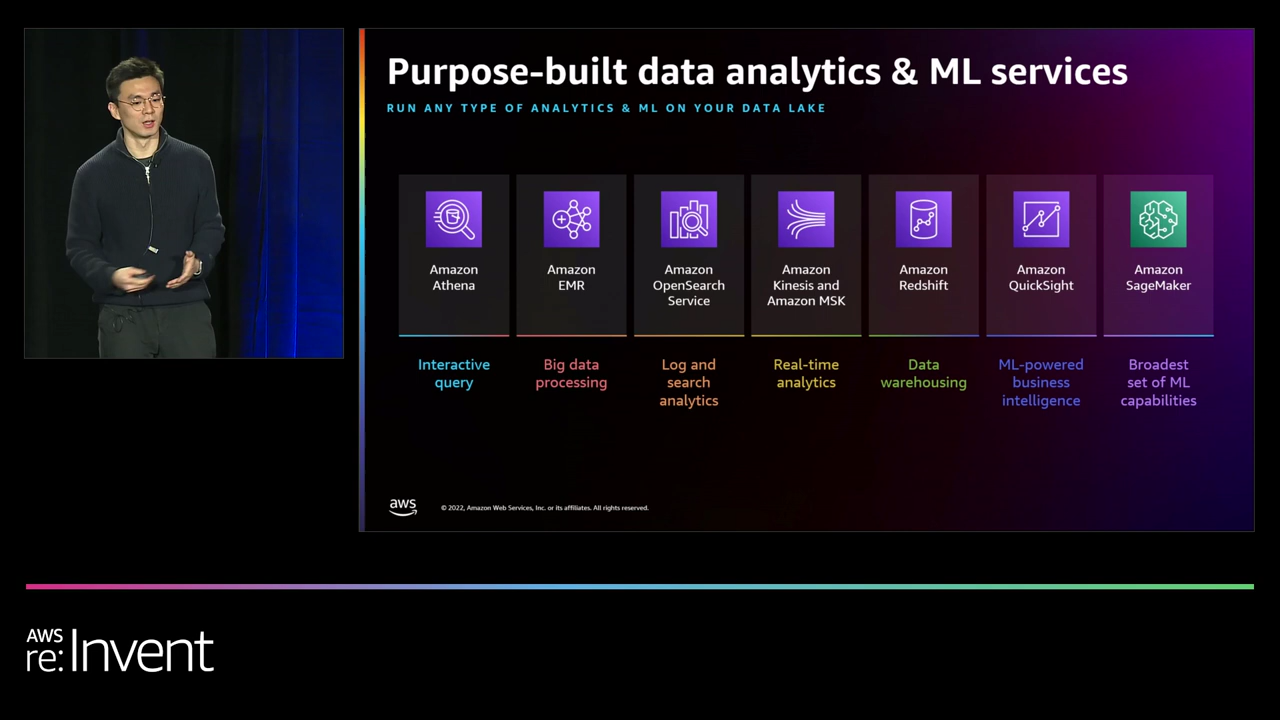 Purpose-built data analytics & ML services
RUN ANY TYPE OF ANALYTICS & ML ON YOUR DATA LAKE
Amazon
Athena
Interactive
query
Amazon
EMR
Big data
processing
Amazon
OpenSearch
Service
Log and
search
analytics
Amazon
Kinesis and
Amazon MSK
Real-time
analytics
Amazon
Redshift
Data
warehousing
Amazon
QuickSight
ML-powered
business
intelligence
Amazon
SageMaker
Broadest
set of ML
capabilities
aws
© 2022, Amazon Web Services, Inc. or its affiliates. All rights reserved.
AWS
re:Invent